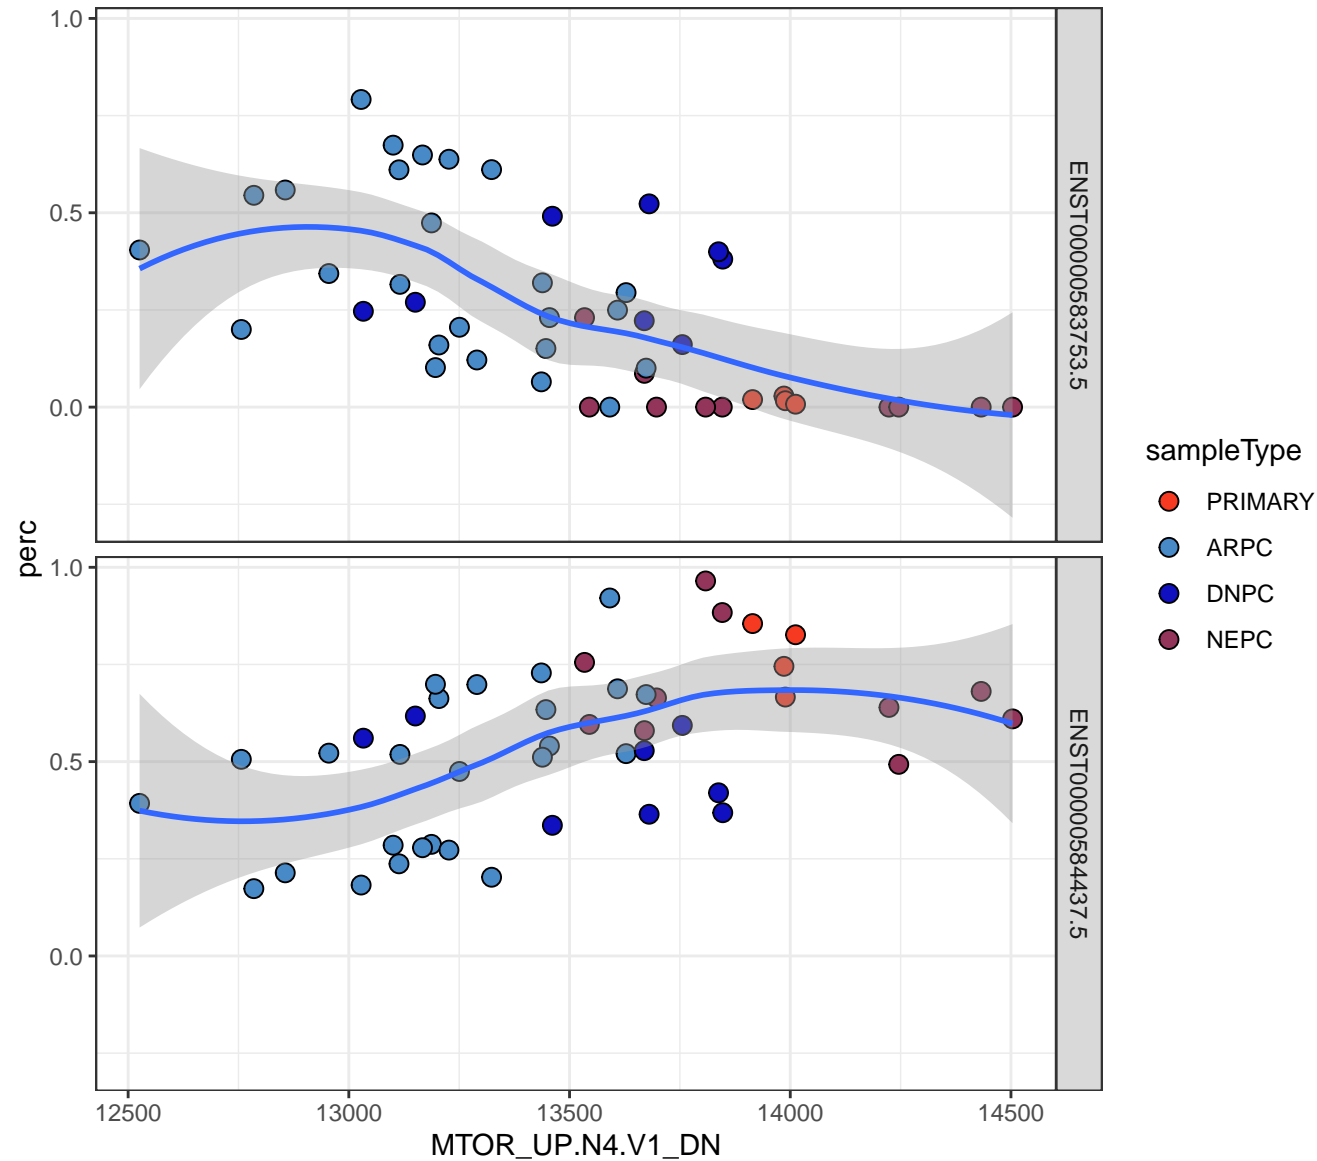 1.0
0.5
0.0
ENST00000583753.5
1.0
0.5
0.0
ENST00000584437.5
perc
12500 13000 13500 14000 14500
MTOR_UP.N4.V1_DN
sampleType
PRIMARY
ARPC
DNPC
NEPC